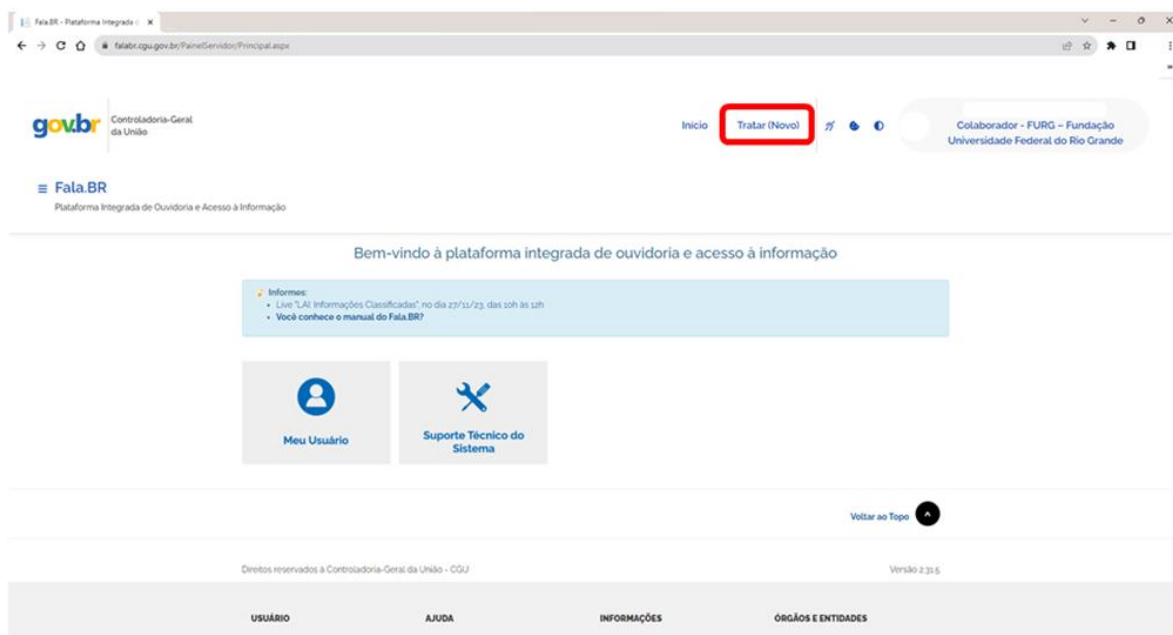 Fala.BR - Plataforma Integrada d
falabr.cgu.gov.br/PainelServidor/Principal.aspx
gov.br
Controladoria-Geral
da União
Início
Tratar (Novo)
Colaborador - FURG – Fundação
Universidade Federal do Rio Grande
Fala.BR
Plataforma Integrada de Ouvidoria e Acesso à Informação
Bem-vindo à plataforma integrada de ouvidoria e acesso à informação
Informes:
Live "LAI: Informações Classificadas", no dia 27/11/23, das 10h às 12h
Você conhece o manual do Fala.BR?
Meu Usuário
Suporte Técnico do
Sistema
Voltar ao Topo
Direitos reservados à Controladoria-Geral da União - CGU
Versão 2.31.5
USUÁRIO
AJUDA
INFORMAÇÕES
ÓRGÃOS E ENTIDADES